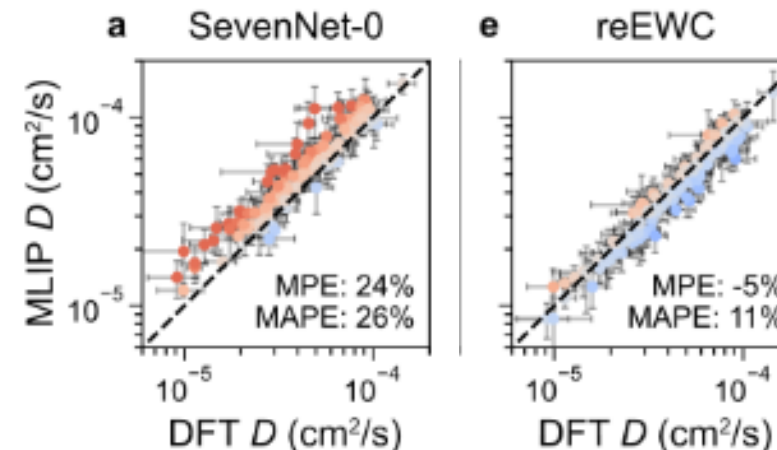 a SevenNet-0
MLIP D (cm²/s)
10⁻⁴
10⁻⁵
MPE: 24%
MAPE: 26%
10⁻⁵ 10⁻⁴
DFT D (cm²/s)
e reEWC
MPE: -5%
MAPE: 11%
10⁻⁵ 10⁻⁴
DFT D (cm²/s)